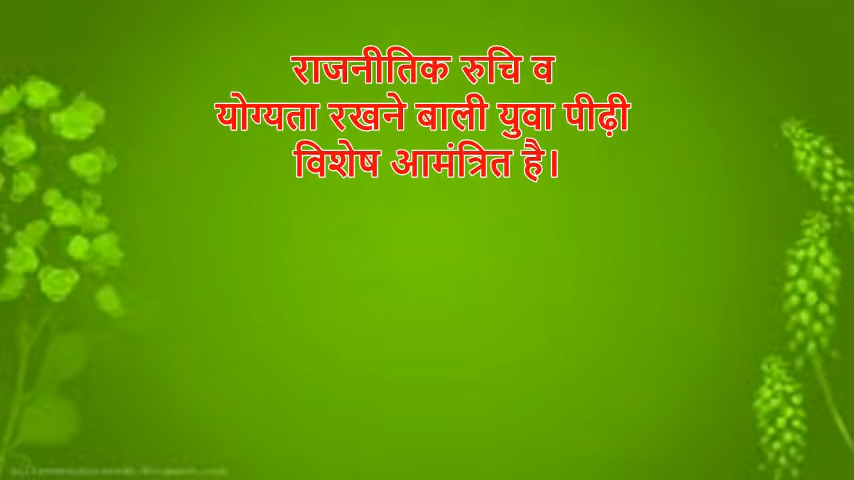 राजनीतिक रुचि व
योग्यता रखने बाली युवा पीढ़ी
विशेष आमंत्रित है।